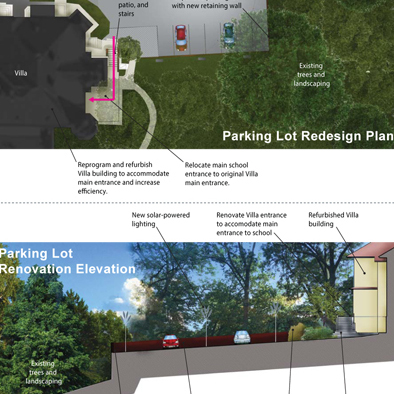 patio, and
stairs
with new retaining wall
Villa
Existing
trees and
landscaping
Parking Lot Redesign Plan
Reprogram and refurbish
Villa building to accommodate
main entrance and increase
efficiency.
Relocate main school
entrance to original Villa
main entrance.
New solar-powered
lighting
Renovate Villa entrance
to accomodate main
entrance to school
Refurbished Villa
building
Parking Lot
Renovation Elevation
Existing
trees and
landscaping